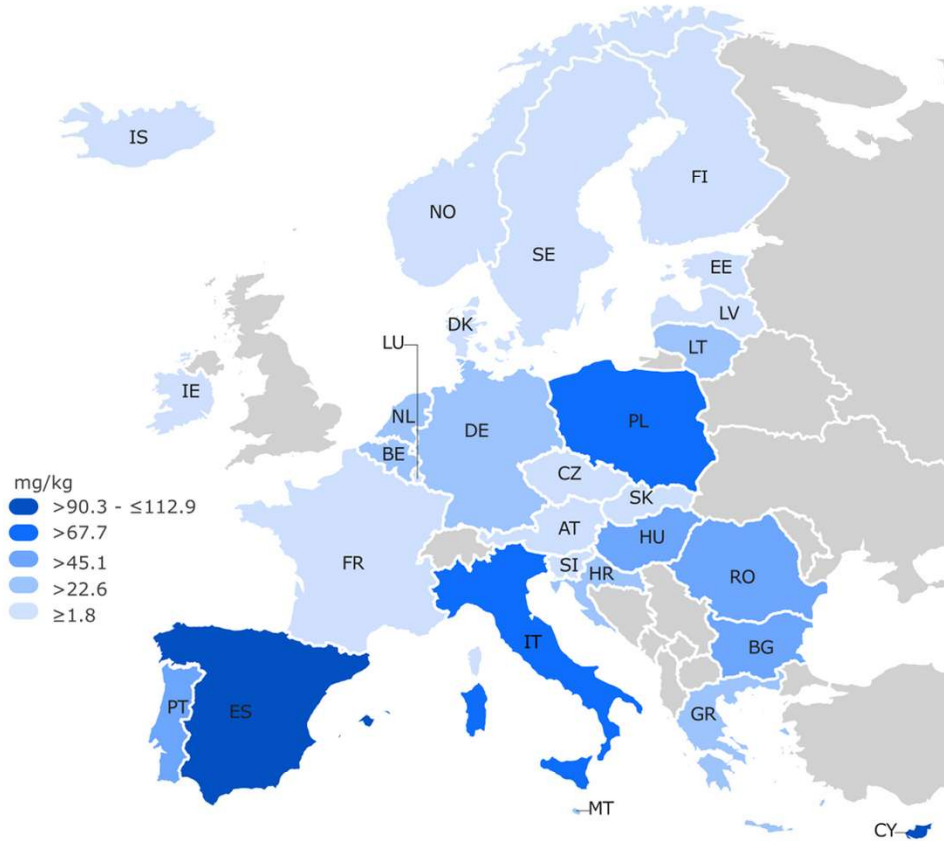 IS
FI
NO
SE
EE
LV
DK
LU
LT
IE
NL
DE
PL
BE
CZ
mg/kg
SK
>90.3 - ≤112.9
AT
>67.7
HU
>45.1
FR
SI
HR
RO
>22.6
≥1.8
IT
BG
PT
ES
GR
MT
CY